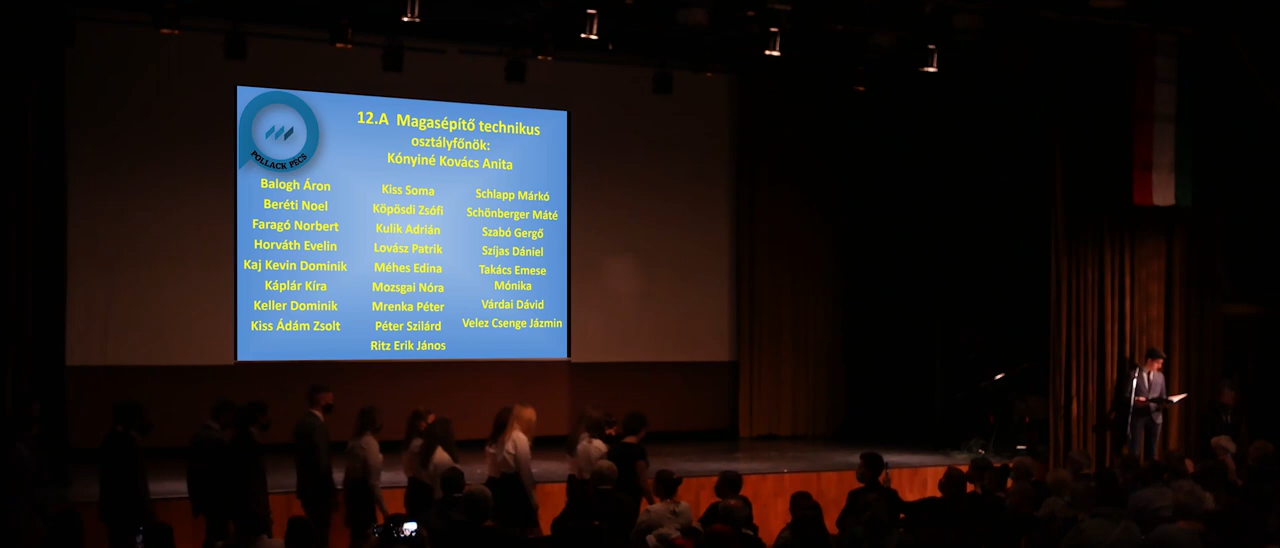 POLLACK PÉCS
12.A Magasépítő technikus
osztályfőnök:
Kónyiné Kovács Anita
Balogh Áron
Beréti Noel
Faragó Norbert
Horváth Evelin
Kaj Kevin Dominik
Káplár Kíra
Keller Dominik
Kiss Ádám Zsolt
Kiss Soma
Köpösdi Zsófi
Kulik Adrián
Lovász Patrik
Méhes Edina
Mozsgai Nóra
Mrenka Péter
Péter Szilárd
Ritz Erik János
Schlapp Márkó
Schönberger Máté
Szabó Gergő
Szíjas Dániel
Takács Emese
Mónika
Várdai Dávid
Velez Csenge Jázmin